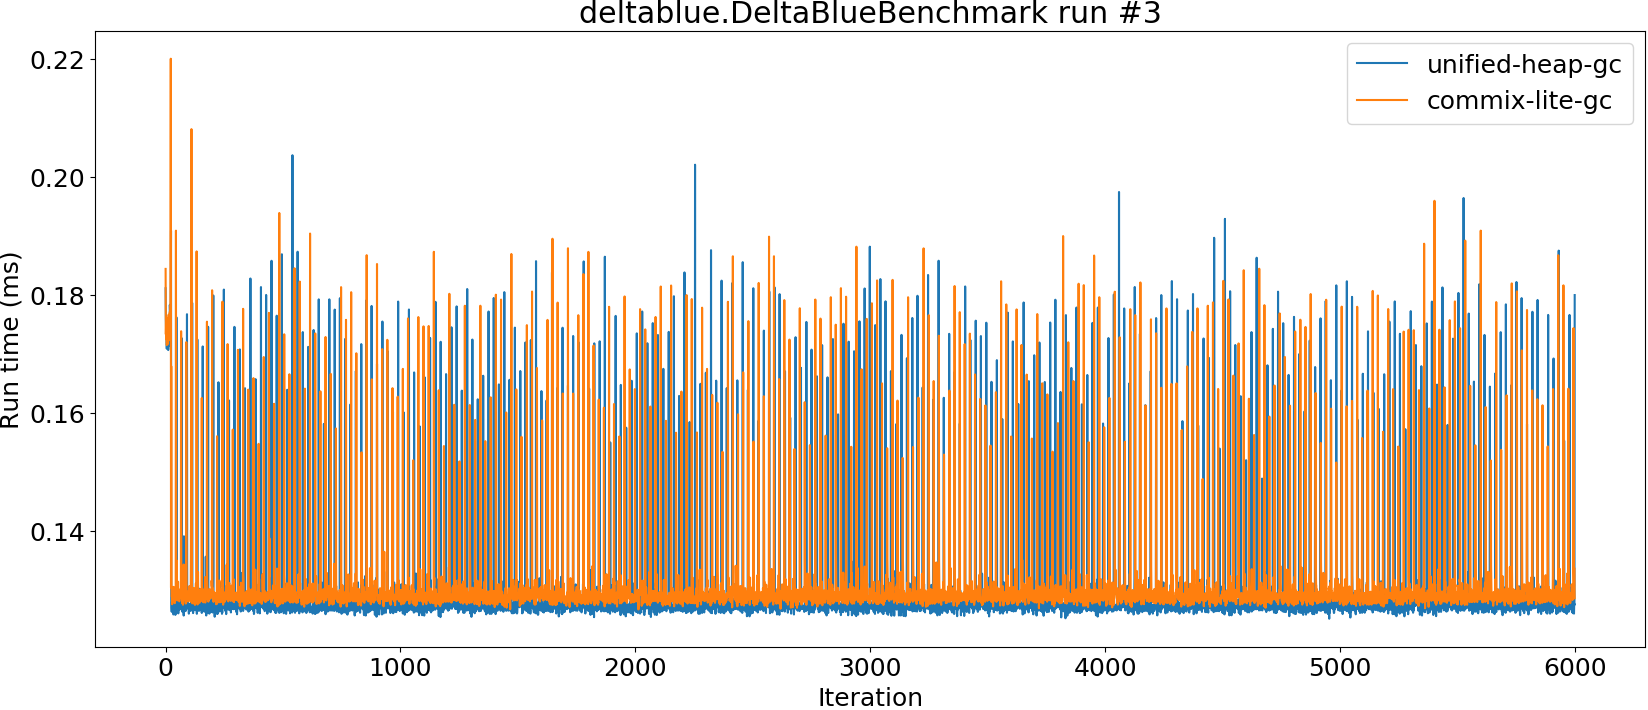 deltablue.DeltaBlueBenchmark run #3
unified-heap-gc
commix-lite-gc
Run time (ms)
0.22
0.20
0.18
0.16
0.14
0
1000
2000
3000
4000
5000
6000
Iteration